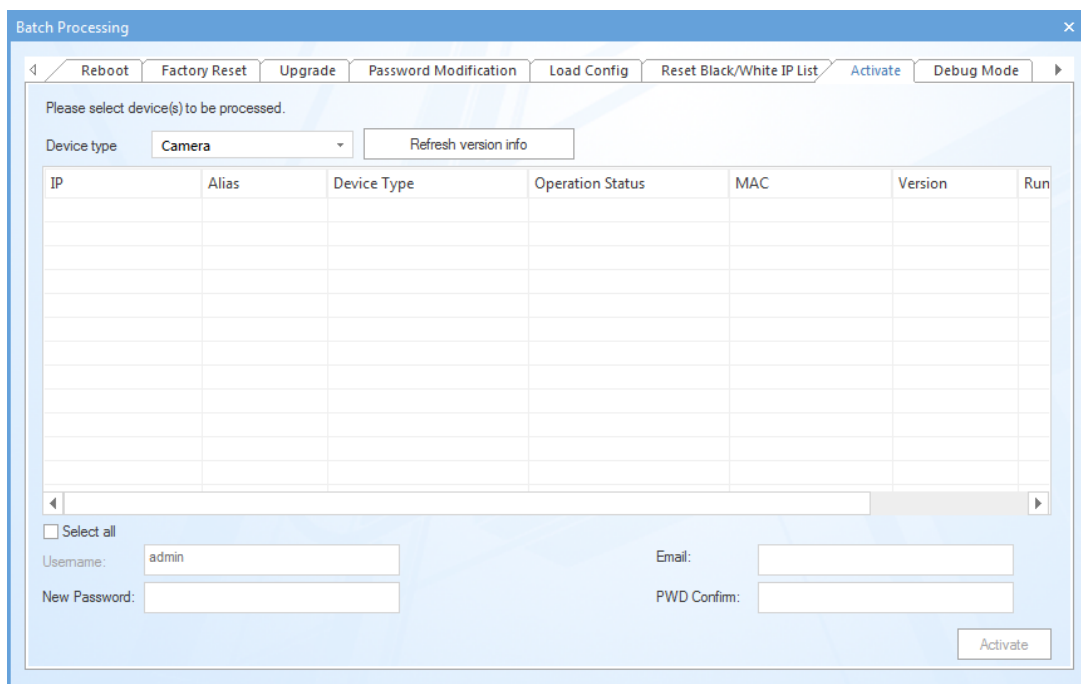 Batch Processing
Reboot Factory Reset Upgrade Password Modification Load Config Reset Black/White IP List Activate Debug Mode
Please select device(s) to be processed.
Device type Camera Refresh version info
IP Alias Device Type Operation Status MAC Version Run
Select all
Username: admin Email:
New Password: PWD Confirm:
Activate